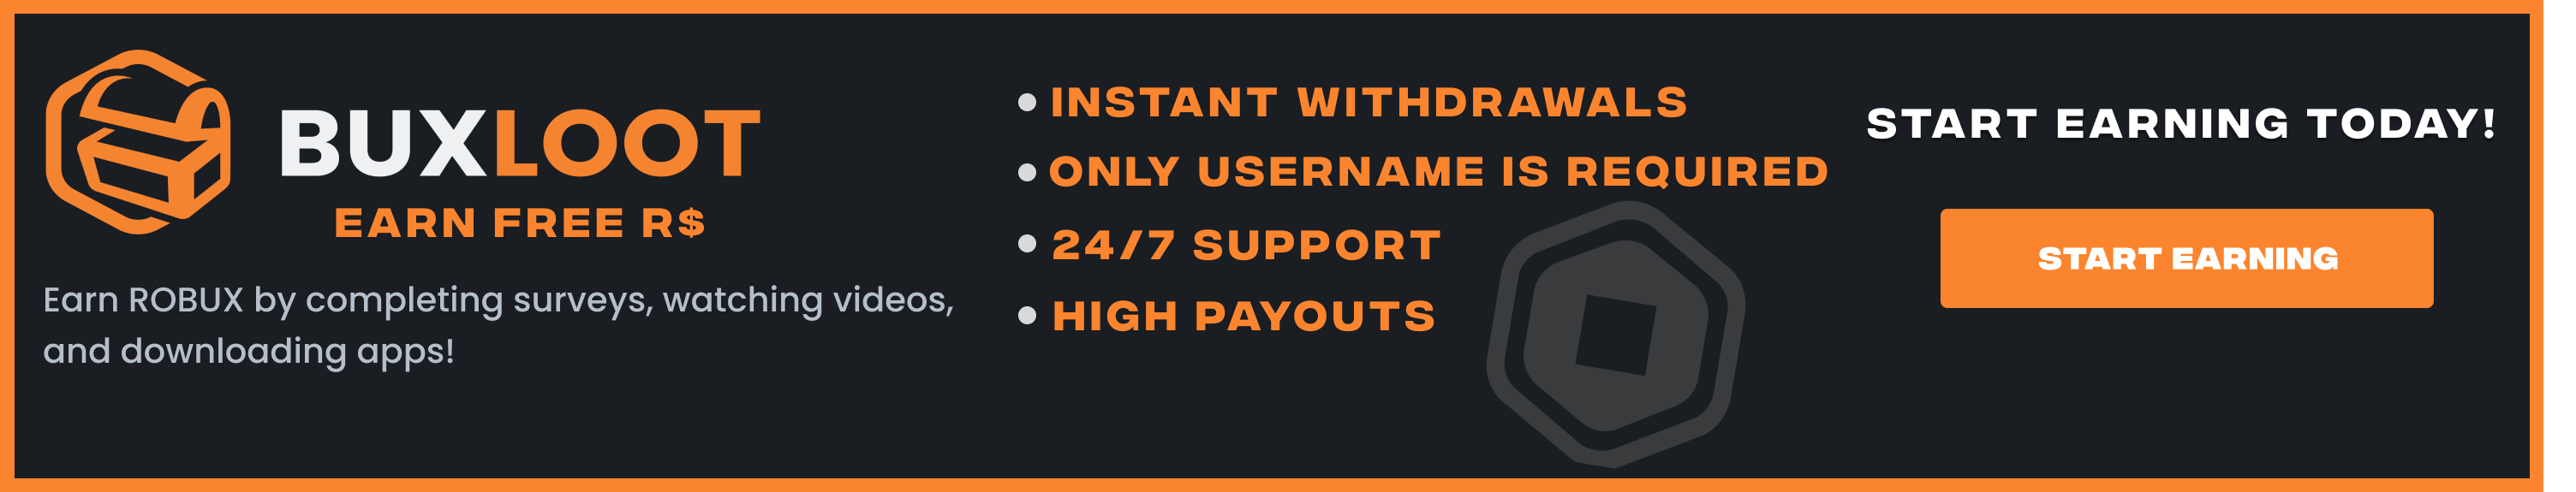 BUXLOOT
EARN FREE R$
Earn ROBUX by completing surveys, watching videos,
and downloading apps!
INSTANT WITHDRAWALS
ONLY USERNAME IS REQUIRED
24/7 SUPPORT
HIGH PAYOUTS
START EARNING TODAY!
START EARNING